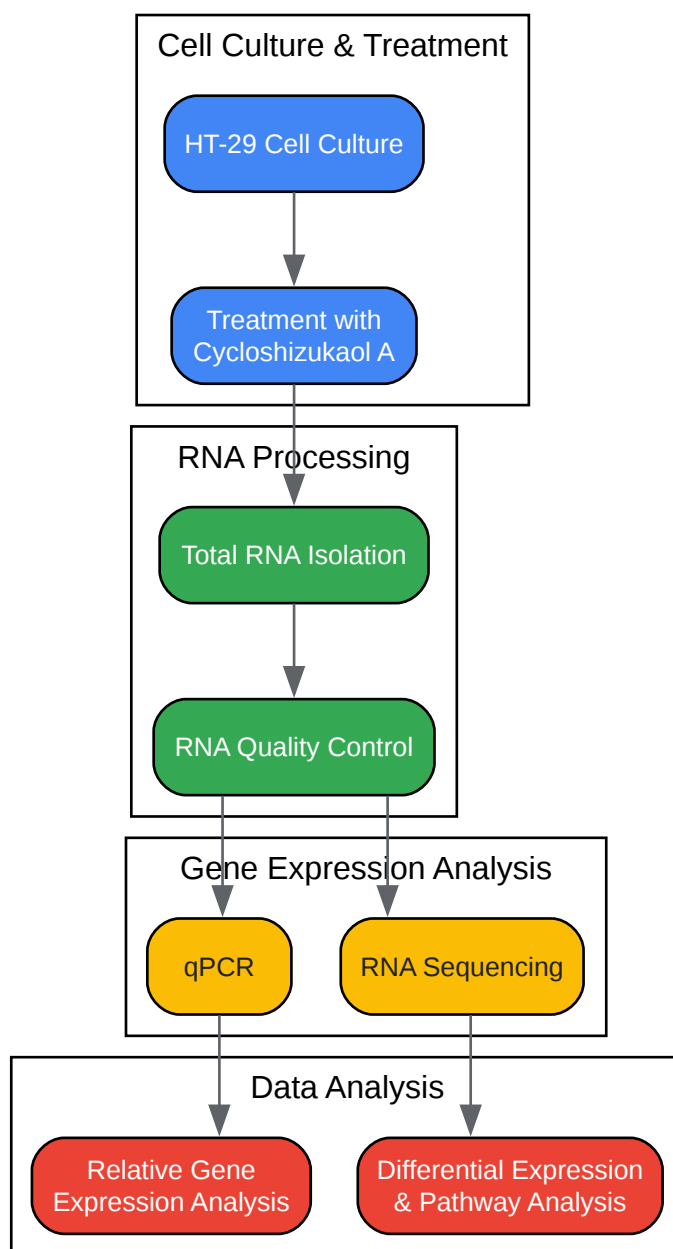 Cell Culture & Treatment
HT-29 Cell Culture
Treatment with
Cycloshizukaol A
RNA Processing
Total RNA Isolation
RNA Quality Control
Gene Expression Analysis
qPCR
RNA Sequencing
Data Analysis
Relative Gene
Expression Analysis
Differential Expression
& Pathway Analysis